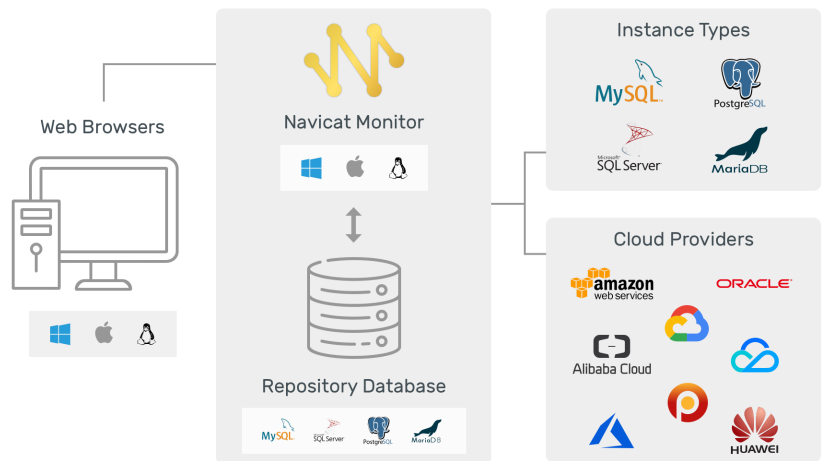 Web Browsers
Navicat Monitor
Repository Database
MySQL
Microsoft
SQL Server
PostgreSQL
MariaDB
Instance Types
MySQL
PostgreSQL
Microsoft
SQL Server
MariaDB
Cloud Providers
amazon
web services
ORACLE
Alibaba Cloud
HUAWEI